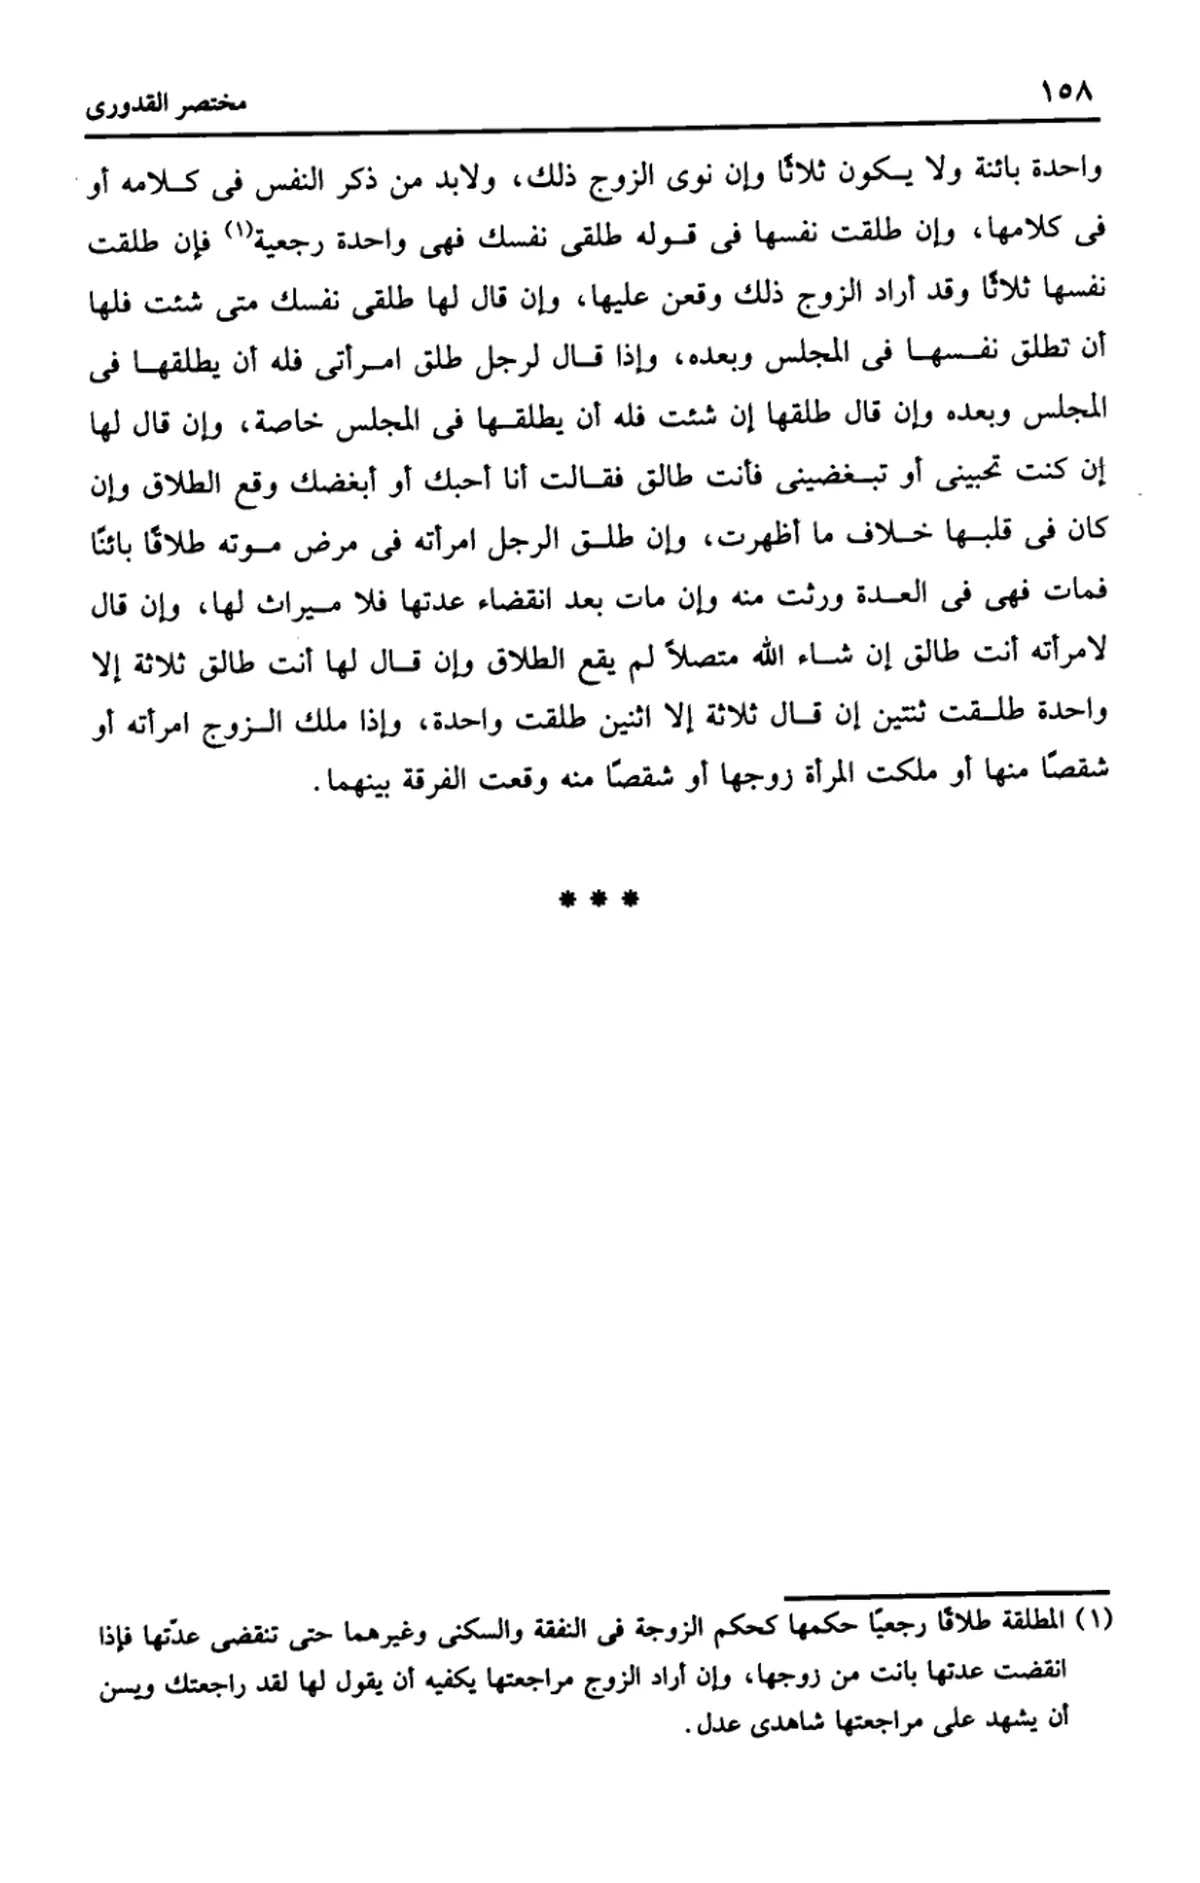 ١٥٨
مختصر القدورى
واحدة بائنة ولا يكون ثلاثًا وإن نوى الزوج ذلك، ولابد من ذكر النفس فى كلامه أو
فى كلامها، وإن طلقت نفسها فى قوله طلقى نفسك فهى واحدة رجعية(١) فإن طلقت
نفسها ثلاثًا وقد أراد الزوج ذلك وقعن عليها، وإن قال لها طلقى نفسك متى شئت فلها
أن تطلق نفسها فى المجلس وبعده، وإذا قال لرجل طلق امرأتى فله أن يطلقها فى
المجلس وبعده وإن قال طلقها إن شئت فله أن يطلقها فى المجلس خاصة، وإن قال لها
إن كنت تحبينى أو تبغضينى فأنت طالق فقالت أنا أحبك أو أبغضك وقع الطلاق وإن
كان فى قلبها خلاف ما أظهرت، وإن طلق الرجل امرأته فى مرض موته طلاقًا بائنًا
فمات فهى فى العدة ورثت منه وإن مات بعد انقضاء عدتها فلا ميراث لها، وإن قال
لامرأته أنت طالق إن شاء الله متصلاً لم يقع الطلاق وإن قال لها أنت طالق ثلاثة إلا
واحدة طلقت ثنتين إن قال ثلاثة إلا اثنين طلقت واحدة، وإذا ملك الزوج امرأته أو
شقصًا منها أو ملكت المرأة زوجها أو شقصًا منه وقعت الفرقة بينهما.
* * *
(١) المطلقة طلاقًا رجعيًا حكمها كحكم الزوجة فى النفقة والسكنى وغيرهما حتى تنقضى عدّتها فإذا
انقضت عدتها بانت من زوجها، وإن أراد الزوج مراجعتها يكفيه أن يقول لها لقد راجعتك ويسن
أن يشهد على مراجعتها شاهدى عدل.